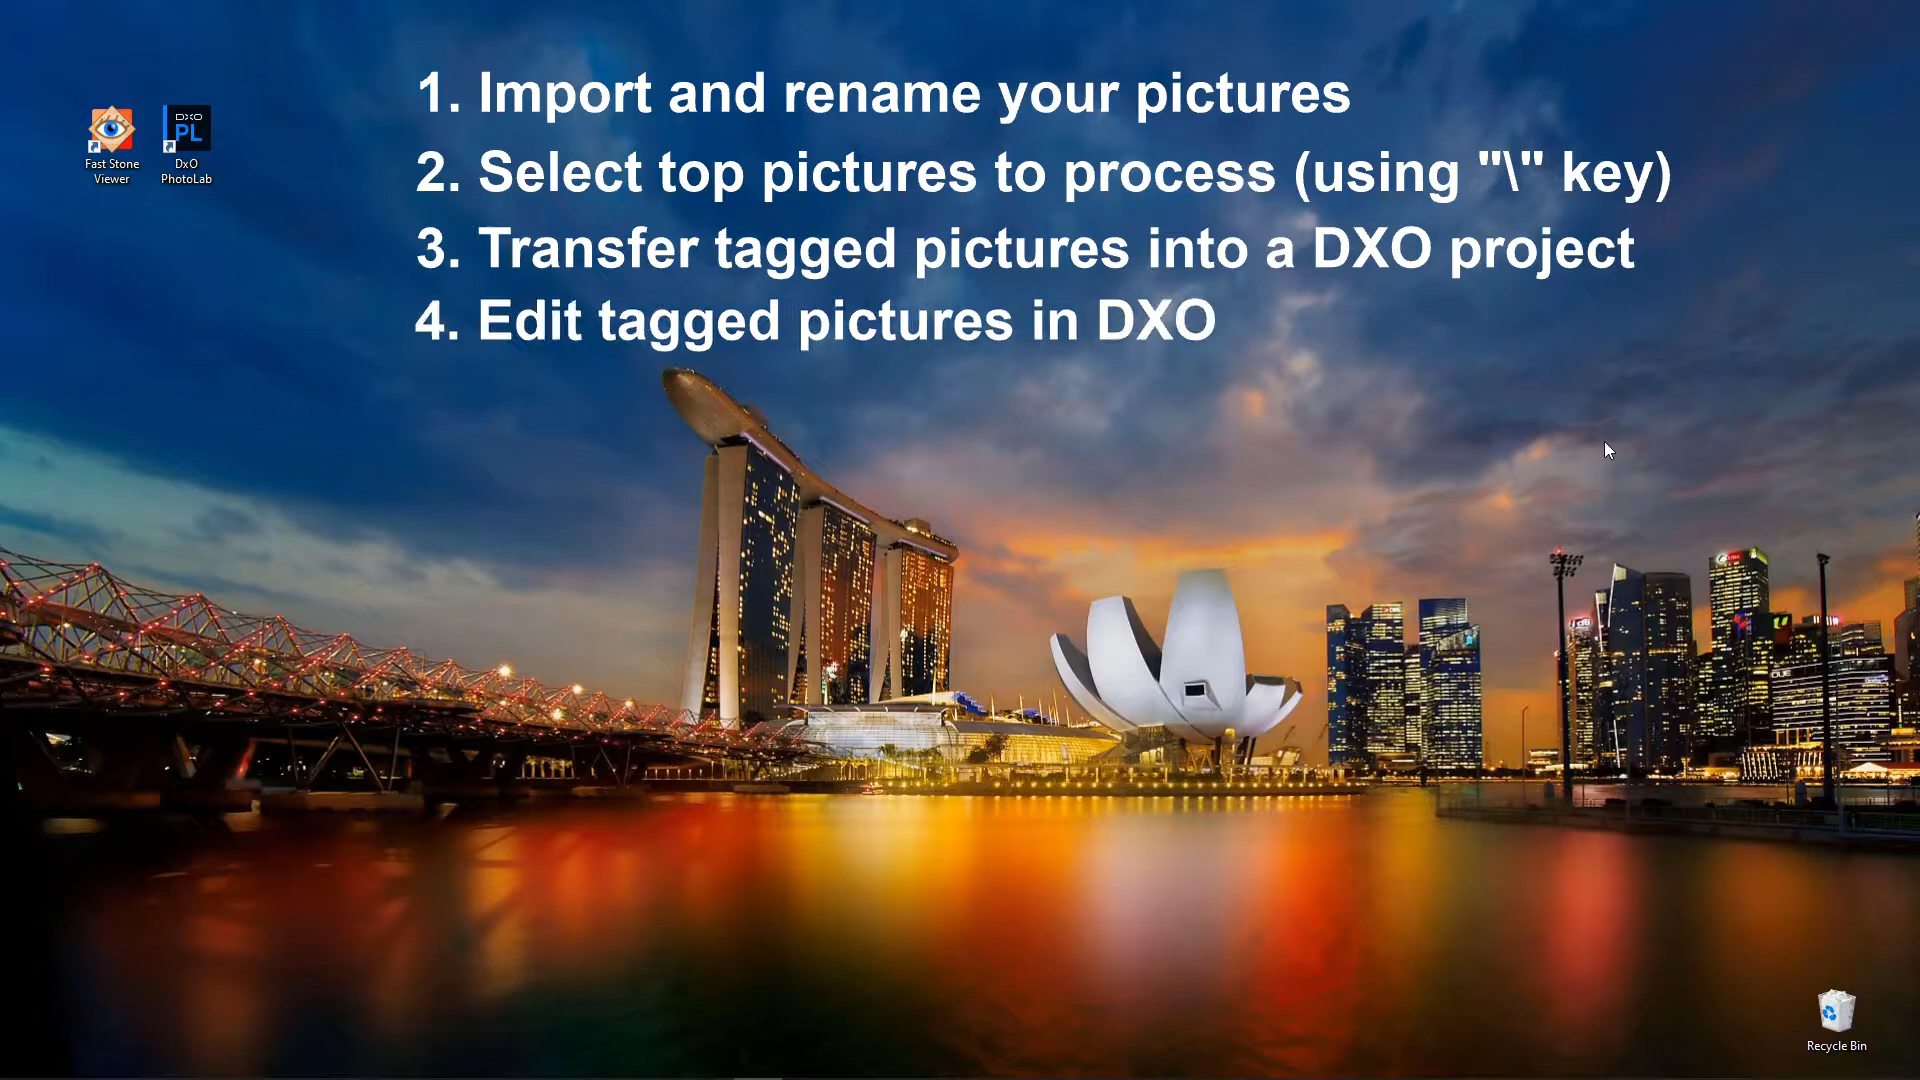 1. Import and rename your pictures
2. Select top pictures to process (using "\" key)
3. Transfer tagged pictures into a DXO project
4. Edit tagged pictures in DXO
DXO
PL
Fast Stone
Viewer
DxO
PhotoLab
Recycle Bin